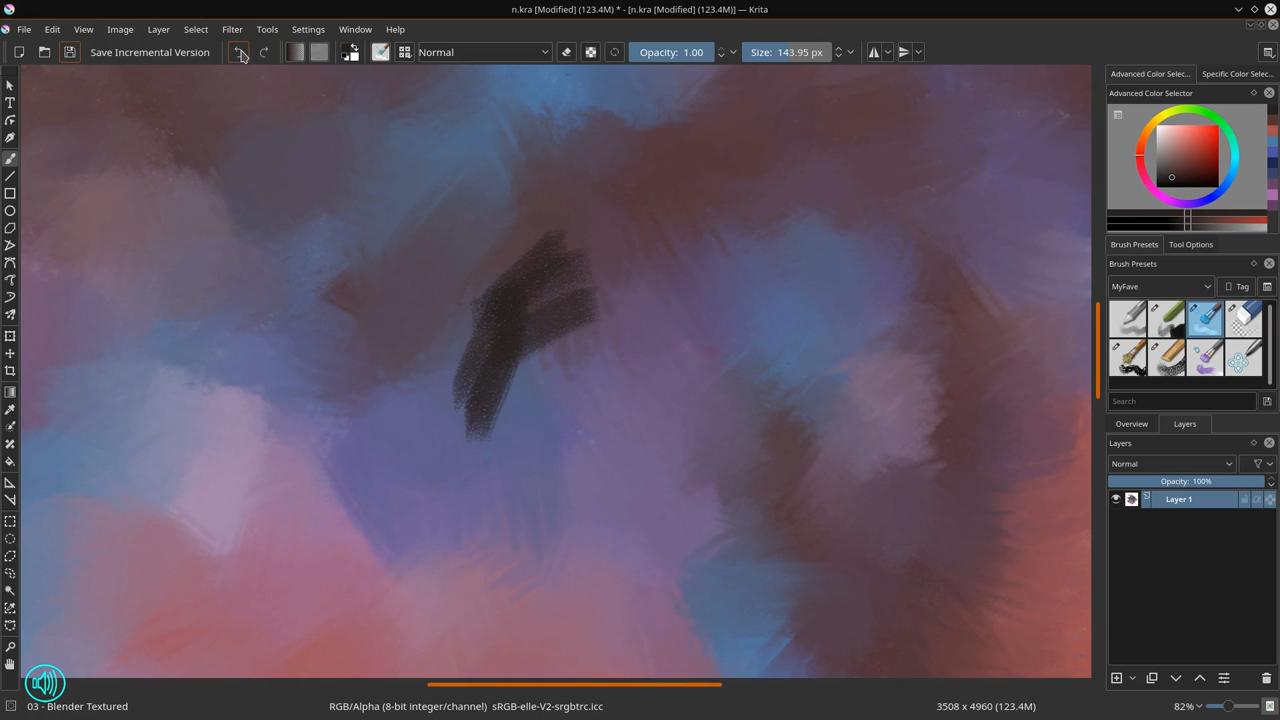 n.kra [Modified] (123.4M) * - [n.kra [Modified] (123.4M)] — Krita
File Edit View Image Layer Select Filter Tools Settings Window Help
Save Incremental Version Normal Opacity: 1.00 Size: 143.95 px
Advanced Color Selec... Specific Color Selec...
Advanced Color Selector
Brush Presets Tool Options
Brush Presets
MyFave Tag
Search
Overview Layers
Layers
Normal
Opacity: 100%
Layer 1
03 - Blender Textured RGB/Alpha (8-bit integer/channel) sRGB-elle-V2-srgbtrc.icc 3508 x 4960 (123.4M) 82%